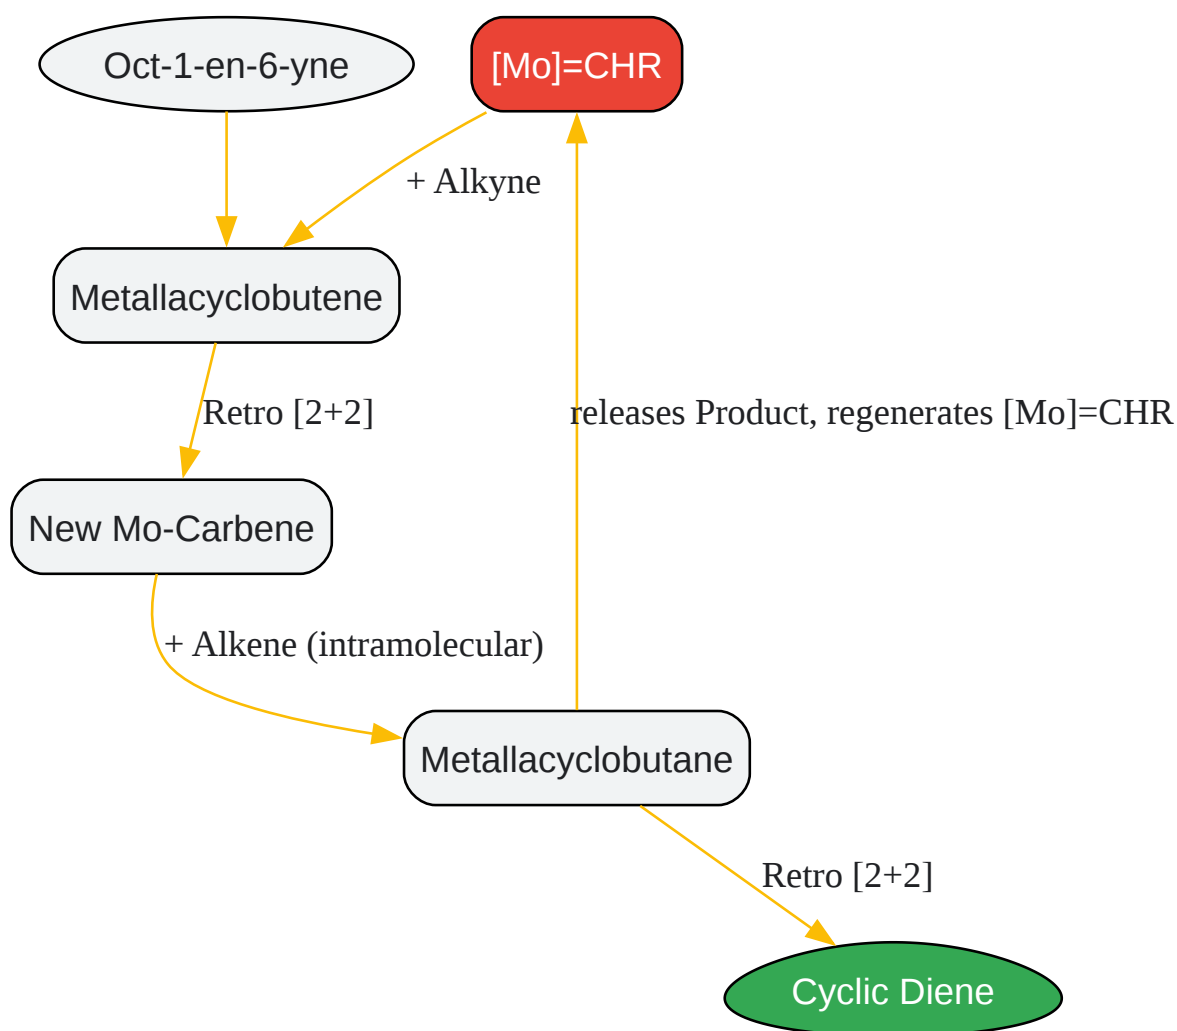 Oct-1-en-6-yne
[Mo]=CHR
+ Alkyne
Metallacyclobutene
Retro [2+2]
releases Product, regenerates [Mo]=CHR
New Mo-Carbene
+ Alkene (intramolecular)
Metallacyclobutane
Retro [2+2]
Cyclic Diene